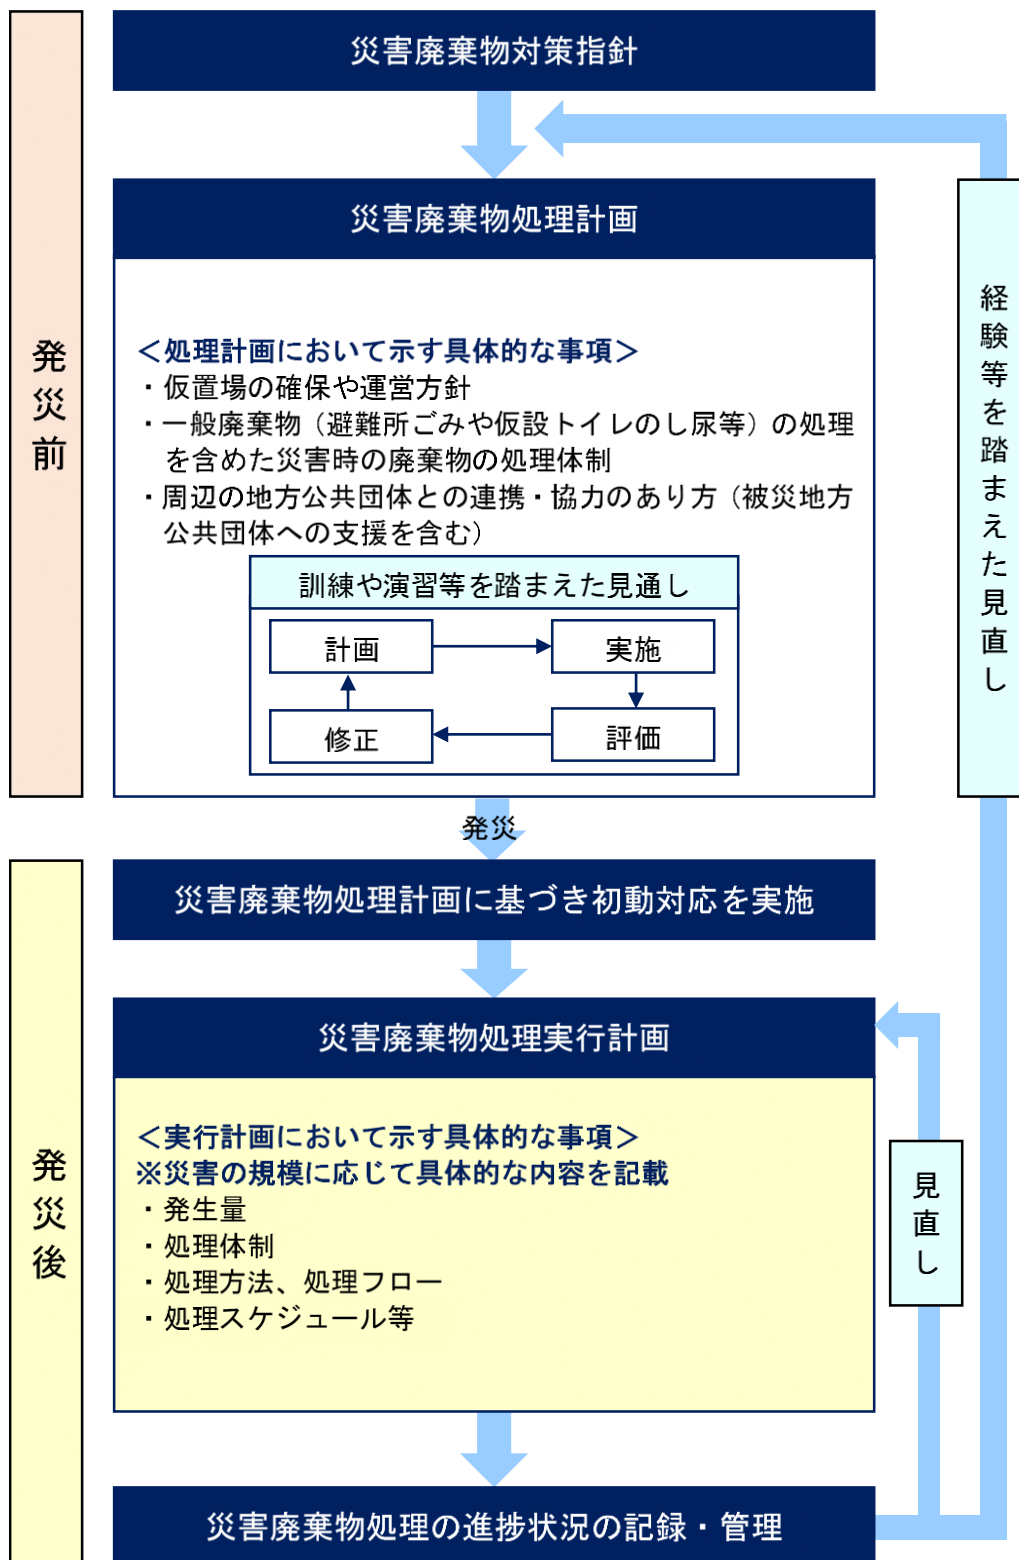 災害廃棄物対策指針
発災前
災害廃棄物処理計画
＜処理計画において示す具体的な事項＞
・仮置場の確保や運営方針
・一般廃棄物（避難所ごみや仮設トイレのし尿等）の処理
を含めた災害時の廃棄物の処理体制
・周辺の地方公共団体との連携・協力のあり方（被災地方
公共団体への支援を含む）
訓練や演習等を踏まえた見通し
計画
実施
修正
評価
経験等を踏まえた見直し
発災
発災後
災害廃棄物処理計画に基づき初動対応を実施
災害廃棄物処理実行計画
＜実行計画において示す具体的な事項＞
※災害の規模に応じて具体的な内容を記載
・発生量
・処理体制
・処理方法、処理フロー
・処理スケジュール等
見直し
災害廃棄物処理の進捗状況の記録・管理